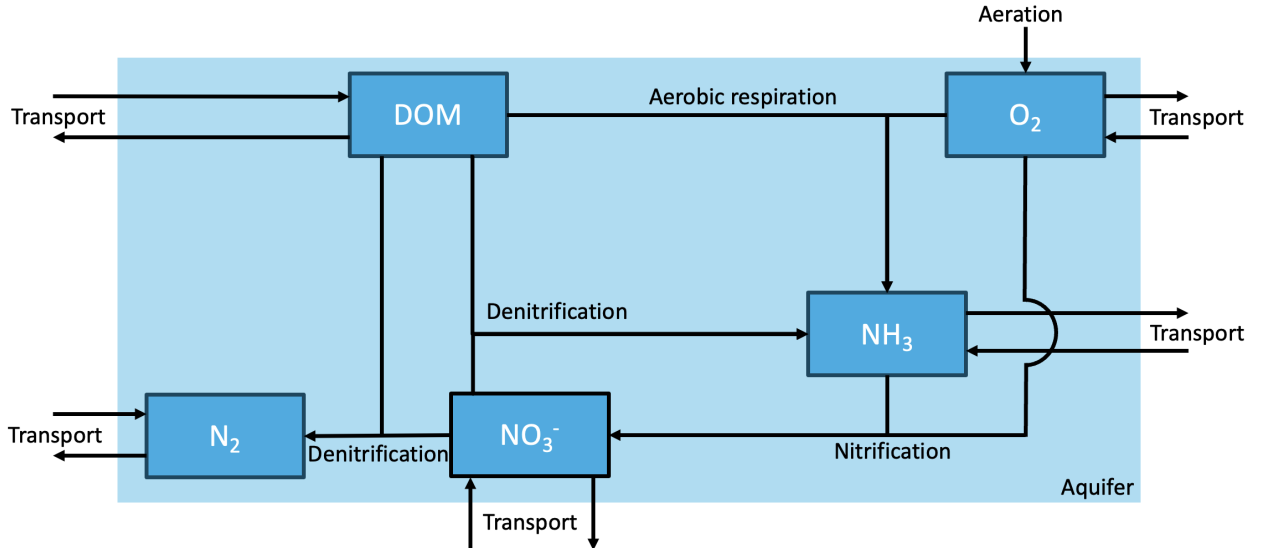 Aeration
Transport
DOM
Aerobic respiration
O₂
Transport
Denitrification
NH₃
Transport
Transport
N₂
Denitrification
NO₃⁻
Nitrification
Aquifer
Transport